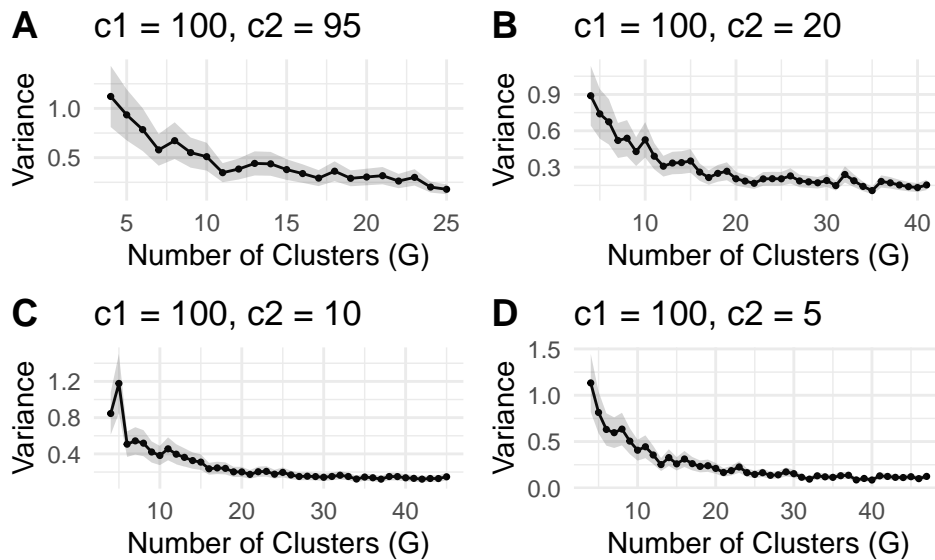 A c1 = 100, c2 = 95
Variance
1.0
0.5
5 10 15 20 25
Number of Clusters (G)
B c1 = 100, c2 = 20
Variance
0.9
0.6
0.3
10 20 30 40
Number of Clusters (G)
C c1 = 100, c2 = 10
Variance
1.2
0.8
0.4
10 20 30 40
Number of Clusters (G)
D c1 = 100, c2 = 5
Variance
1.5
1.0
0.5
0.0
10 20 30 40
Number of Clusters (G)